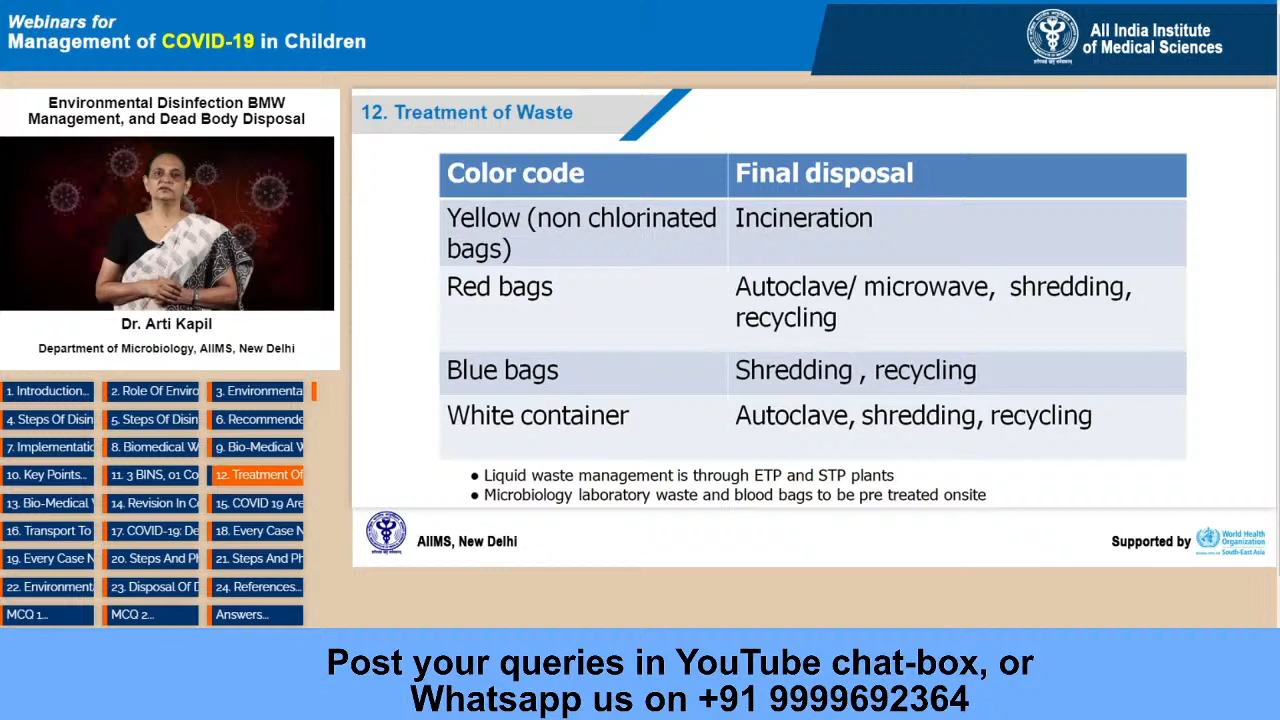 Webinars for
Management of COVID-19 in Children
All India Institute
of Medical Sciences
Environmental Disinfection BMW
Management, and Dead Body Disposal
Dr. Arti Kapil
Department of Microbiology, AIIMS, New Delhi
12. Treatment of Waste
Color code Final disposal
Yellow (non chlorinated Incineration
bags)
Red bags Autoclave/ microwave, shredding,
recycling
Blue bags Shredding , recycling
White container Autoclave, shredding, recycling
● Liquid waste management is through ETP and STP plants
● Microbiology laboratory waste and blood bags to be pre treated onsite
AIIMS, New Delhi
Supported by
World Health
Organization
South-East Asia
1. Introduction... 2. Role Of Enviro 3. Environmenta
4. Steps Of Disin 5. Steps Of Disin 6. Recommende
7. Implementatio 8. Biomedical W 9. Bio-Medical W
10. Key Points... 11. 3 BINS, 01 Co 12. Treatment Of
13. Bio-Medical W 14. Revision In C 15. COVID 19 Are
16. Transport To 17. COVID-19: De 18. Every Case N
19. Every Case N 20. Steps And Ph 21. Steps And Ph
22. Environment 23. Disposal Of D 24. References...
MCQ 1... MCQ 2... Answers...
Post your queries in YouTube chat-box, or
Whatsapp us on +91 9999692364